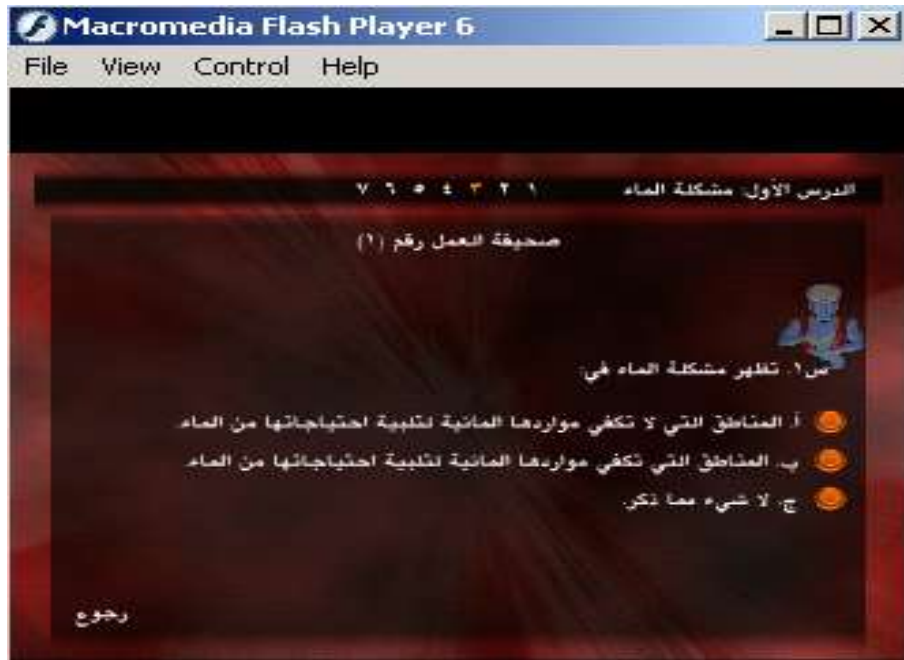 Macromedia Flash Player 6
File View Control Help
الدرس الأول: مشكلة الماء ١ ٢ ٣ ٤ ٥ ٦ ٧
صحيفة العمل رقم (١)
س١. تظهر مشكلة الماء في:
أ. المناطق التي لا تكفي مواردها المائية لتلبية احتياجاتها من الماء.
ب. المناطق التي تكفي مواردها المائية لتلبية احتياجاتها من الماء.
ج. لا شيء مما ذكر.
رجوع